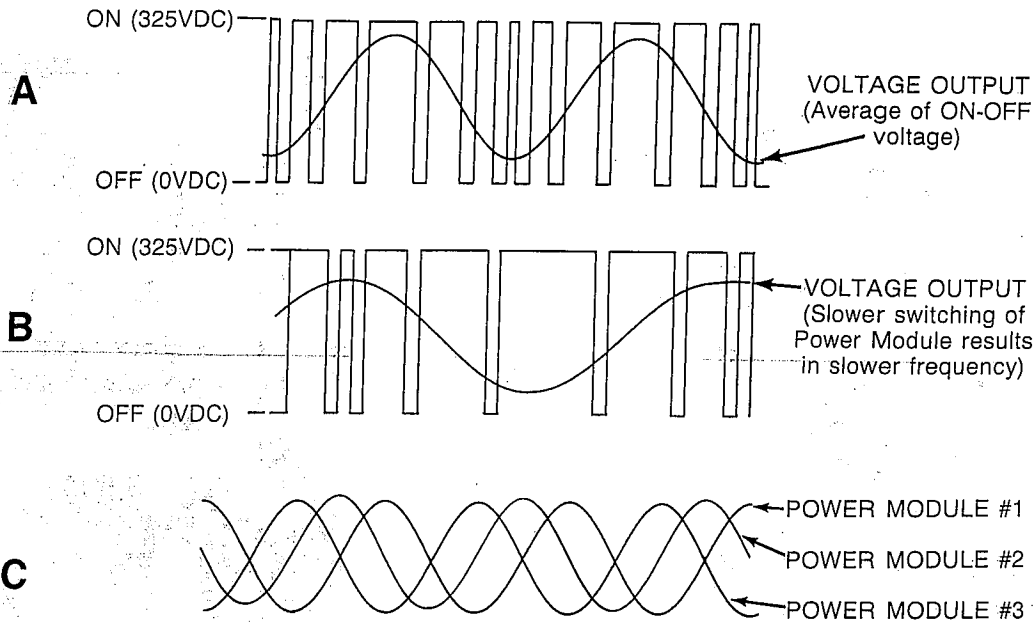 ON (325VDC)
A
VOLTAGE OUTPUT
(Average of ON-OFF
voltage)
OFF (0VDC)
ON (325VDC)
B
VOLTAGE OUTPUT
(Slower switching of
Power Module results
in slower frequency)
OFF (0VDC)
C
POWER MODULE #1
POWER MODULE #2
POWER MODULE #3